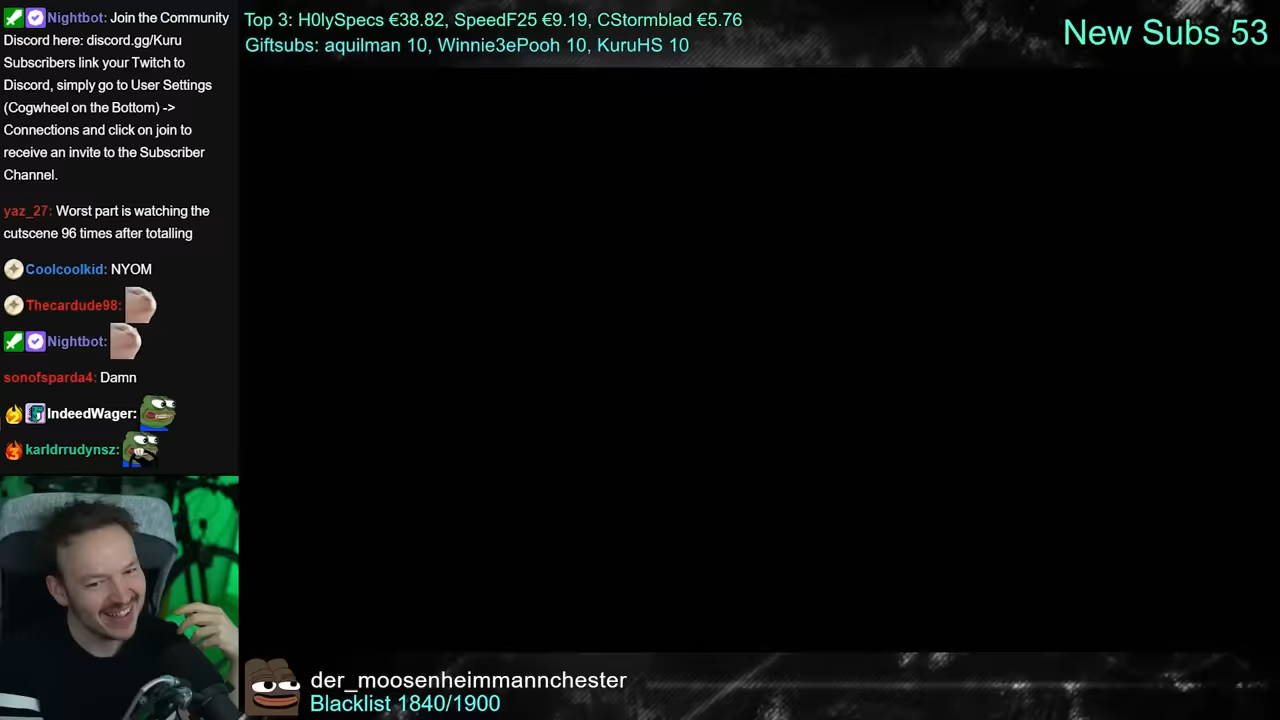 Nightbot: Join the Community
Discord here: discord.gg/Kuru
Subscribers link your Twitch to
Discord, simply go to User Settings
(Cogwheel on the Bottom) ->
Connections and click on join to
receive an invite to the Subscriber
Channel.
yaz_27: Worst part is watching the
cutscene 96 times after totalling
Coolcoolkid: NYOM
Thecardude98:
Nightbot:
sonofsparda4: Damn
IndeedWager:
karldrrudynsz:
Top 3: H0lySpecs €38.82, SpeedF25 €9.19, CStormblad €5.76
Giftsubs: aquilman 10, Winnie3ePooh 10, KuruHS 10
New Subs 53
der_moosenheimmannchester
Blacklist 1840/1900